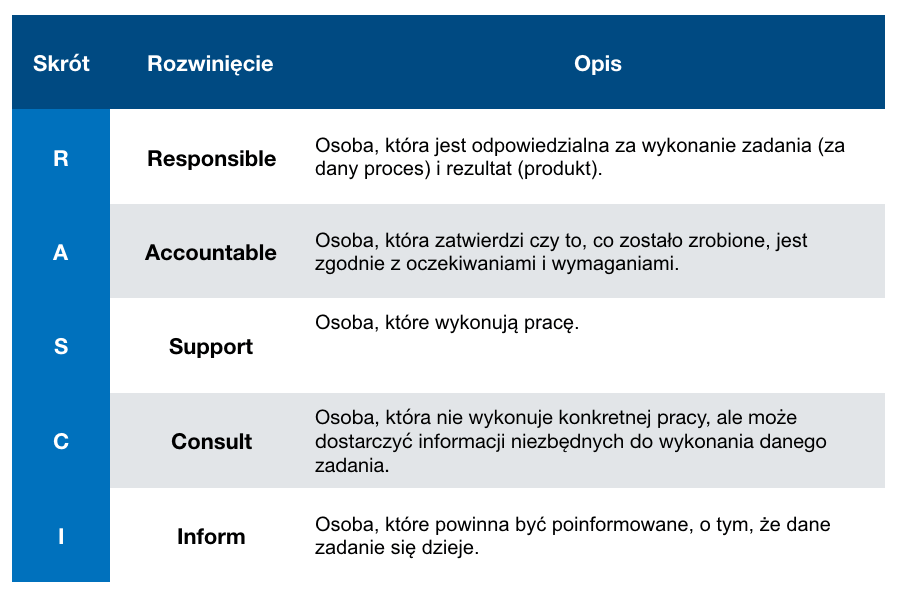 Skrót Rozwinięcie Opis
R Responsible Osoba, która jest odpowiedzialna za wykonanie zadania (za
dany proces) i rezultat (produkt).
A Accountable Osoba, która zatwierdzi czy to, co zostało zrobione, jest
zgodnie z oczekiwaniami i wymaganiami.
S Support Osoba, które wykonują pracę.
C Consult Osoba, która nie wykonuje konkretnej pracy, ale może
dostarczyć informacji niezbędnych do wykonania danego
zadania.
I Inform Osoba, które powinna być poinformowane, o tym, że dane
zadanie się dzieje.